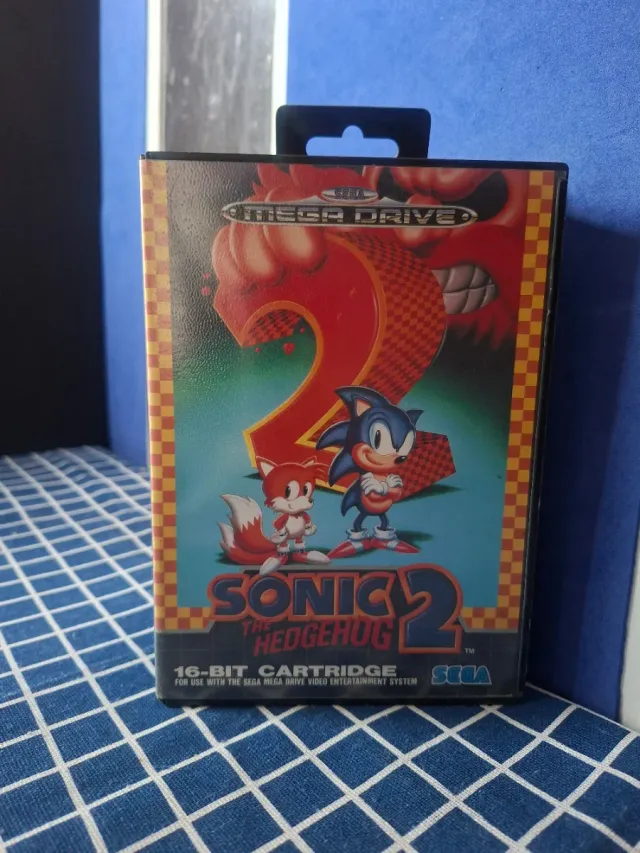 SEGA
MEGA DRIVE
2
SONIC 2
THE
HEDGEHOG
TM
16-BIT CARTRIDGE
FOR USE WITH THE SEGA MEGA DRIVE VIDEO ENTERTAINMENT SYSTEM
SEGA